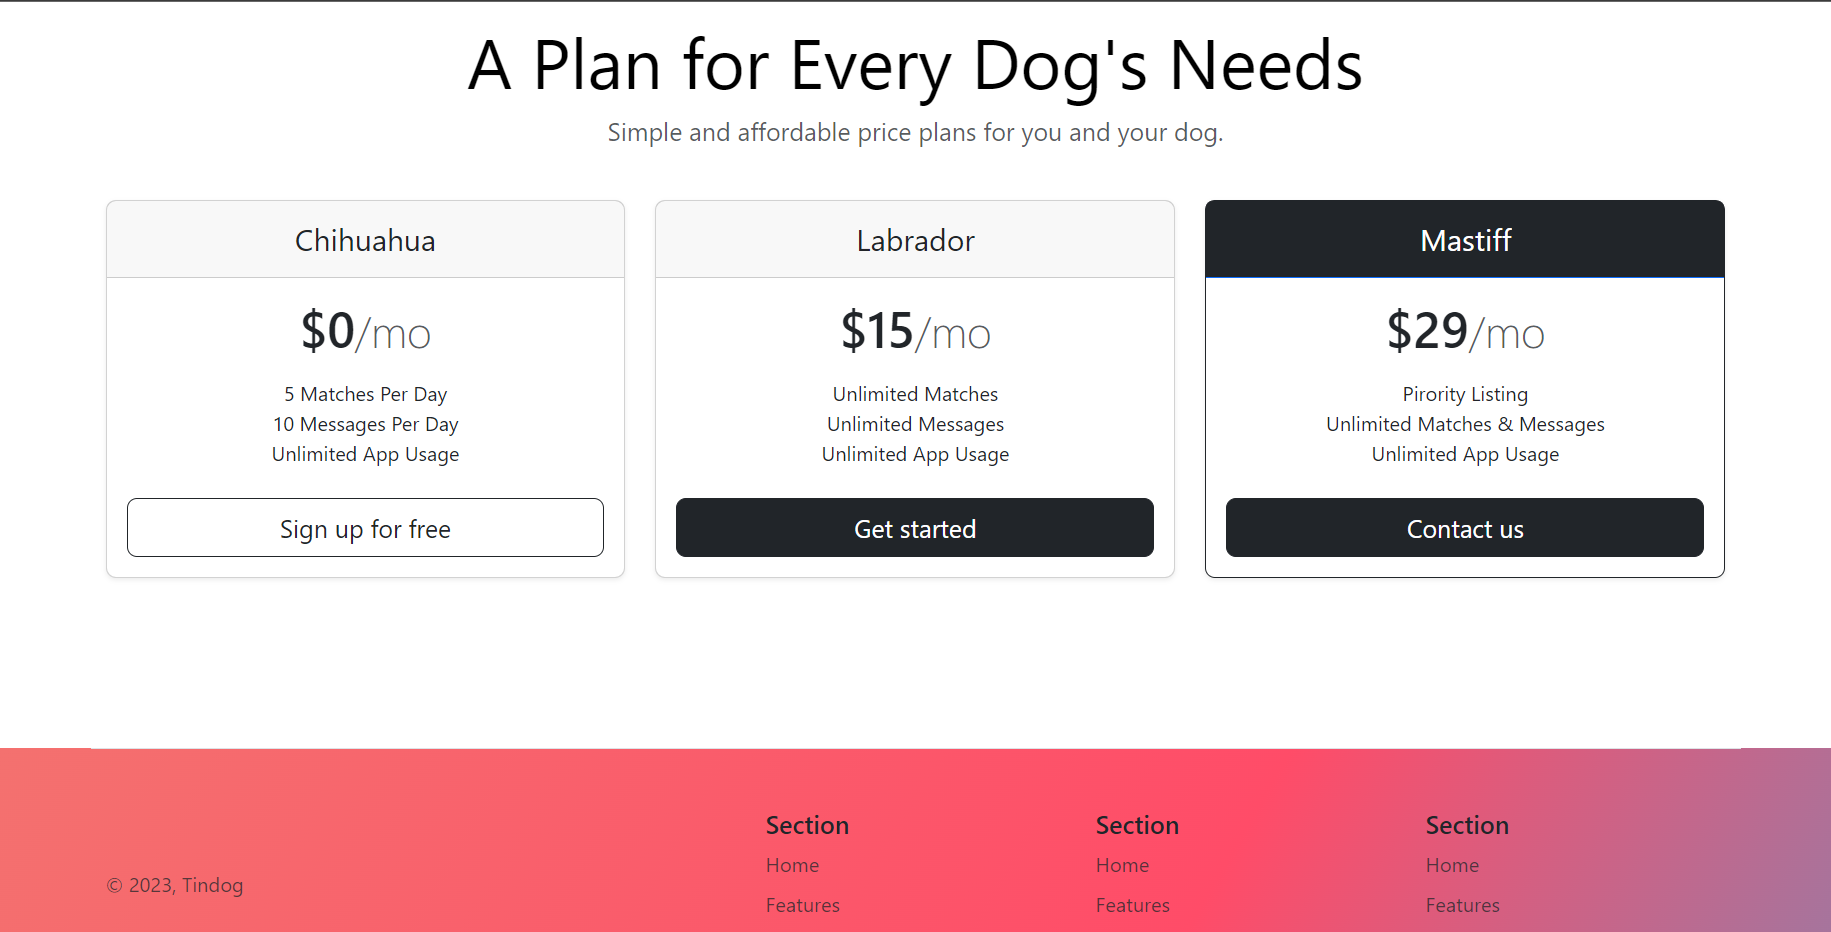 A Plan for Every Dog's Needs
Simple and affordable price plans for you and your dog.
Chihuahua
$0/mo
5 Matches Per Day
10 Messages Per Day
Unlimited App Usage
Sign up for free
Labrador
$15/mo
Unlimited Matches
Unlimited Messages
Unlimited App Usage
Get started
Mastiff
$29/mo
Pirority Listing
Unlimited Matches & Messages
Unlimited App Usage
Contact us
© 2023, Tindog
Section
Home
Features
Section
Home
Features
Section
Home
Features